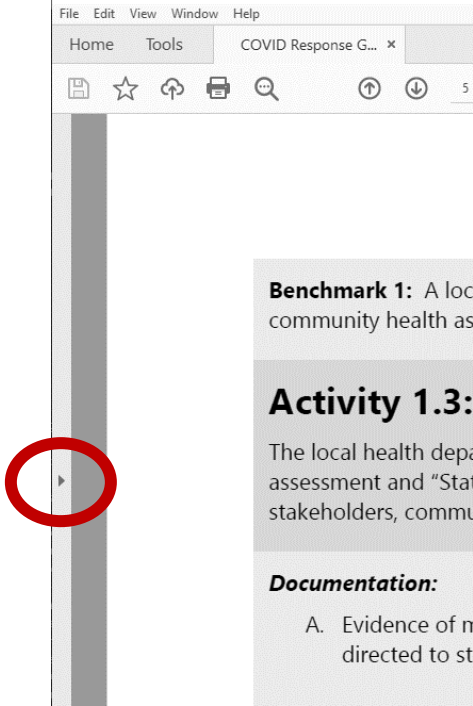 File Edit View Window Help
Home Tools COVID Response G... ×
5
Benchmark 1: A loc
community health as
Activity 1.3:
The local health depa
assessment and “Stat
stakeholders, commu
Documentation:
A. Evidence of m
directed to st